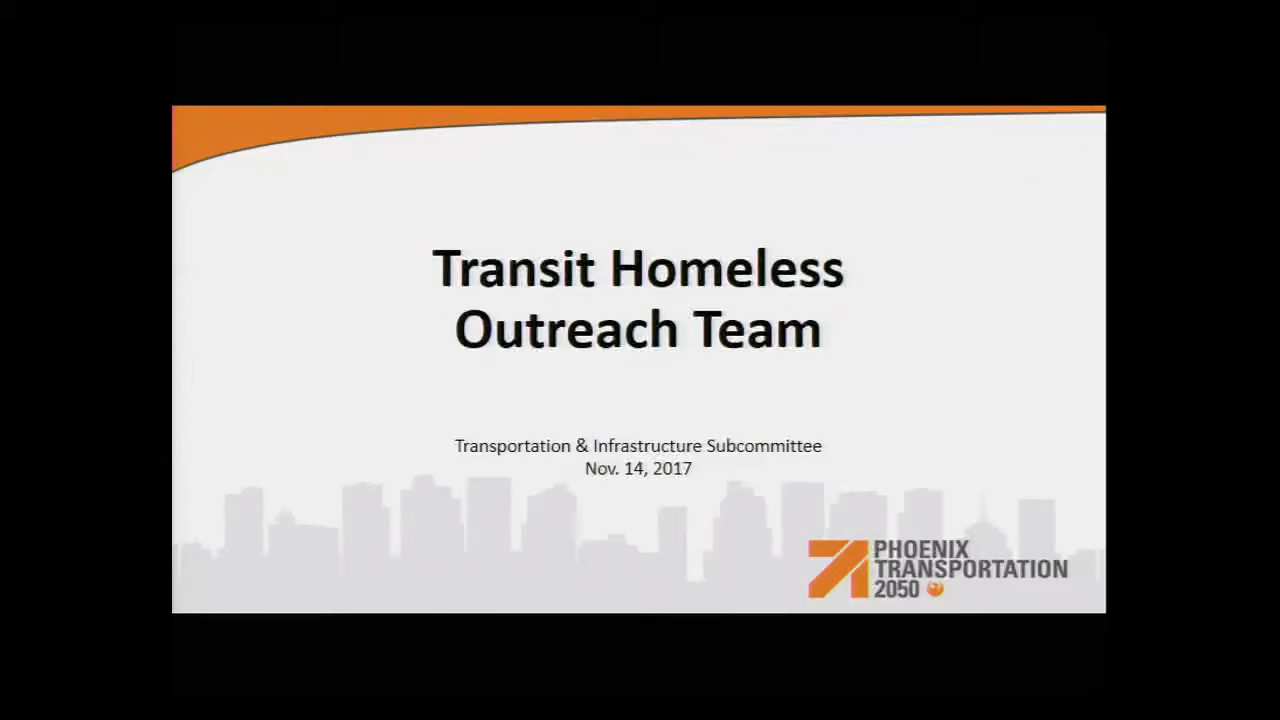 Transit Homeless
Outreach Team
Transportation & Infrastructure Subcommittee
Nov. 14, 2017
PHOENIX
TRANSPORTATION
2050